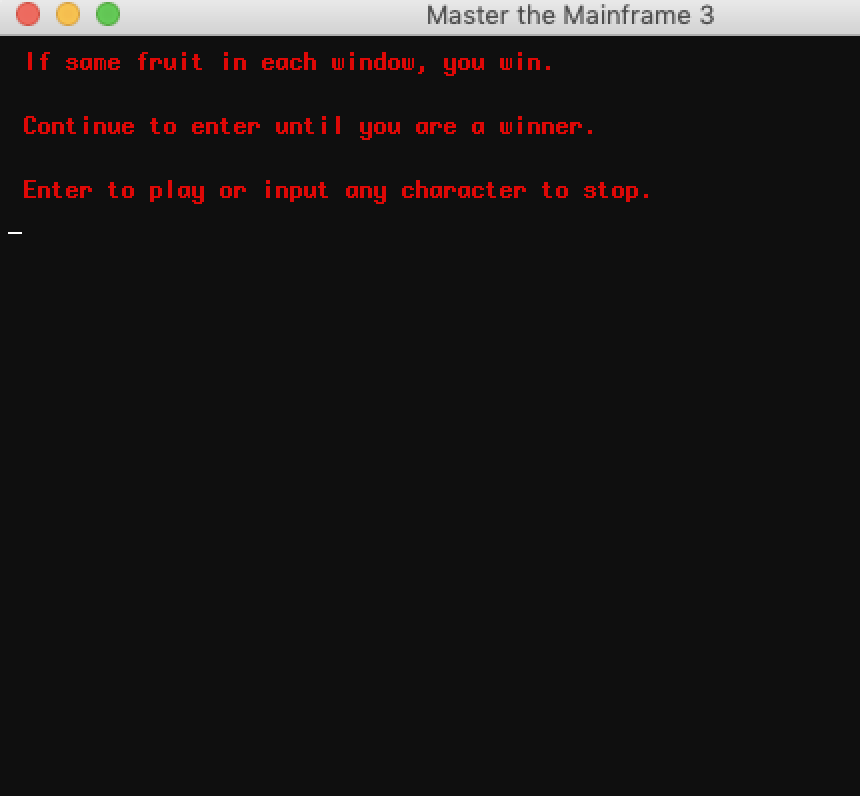 Master the Mainframe 3
If same fruit in each window, you win.
Continue to enter until you are a winner.
Enter to play or input any character to stop.
_